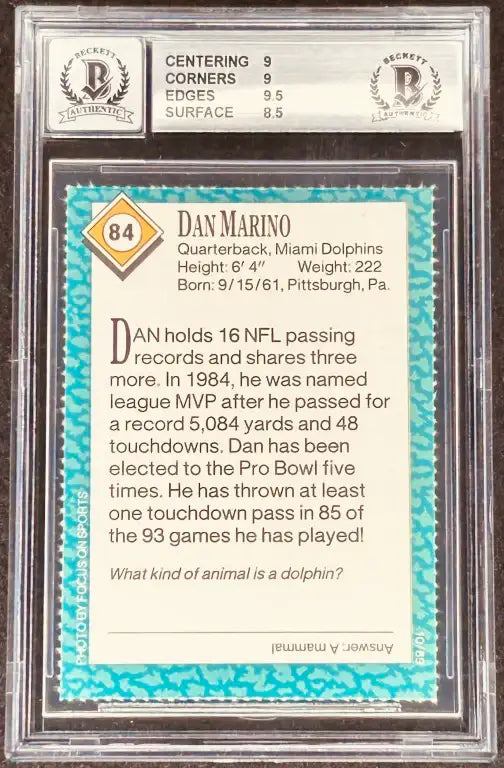 BECKETT
B
AUTHENTIC
CENTERING 9
CORNERS 9
EDGES 9.5
SURFACE 8.5
BECKETT
B
AUTHENTIC
84
DAN MARINO
Quarterback, Miami Dolphins
Height: 6' 4" Weight: 222
Born: 9/15/61, Pittsburgh, Pa.
DAN holds 16 NFL passing
records and shares three
more. In 1984, he was named
league MVP after he passed for
a record 5,084 yards and 48
touchdowns. Dan has been
elected to the Pro Bowl five
times. He has thrown at least
one touchdown pass in 85 of
the 93 games he has played!
What kind of animal is a dolphin?
Answer: A mammal
PHOTO BY FOCUS ON SPORTS
10/89